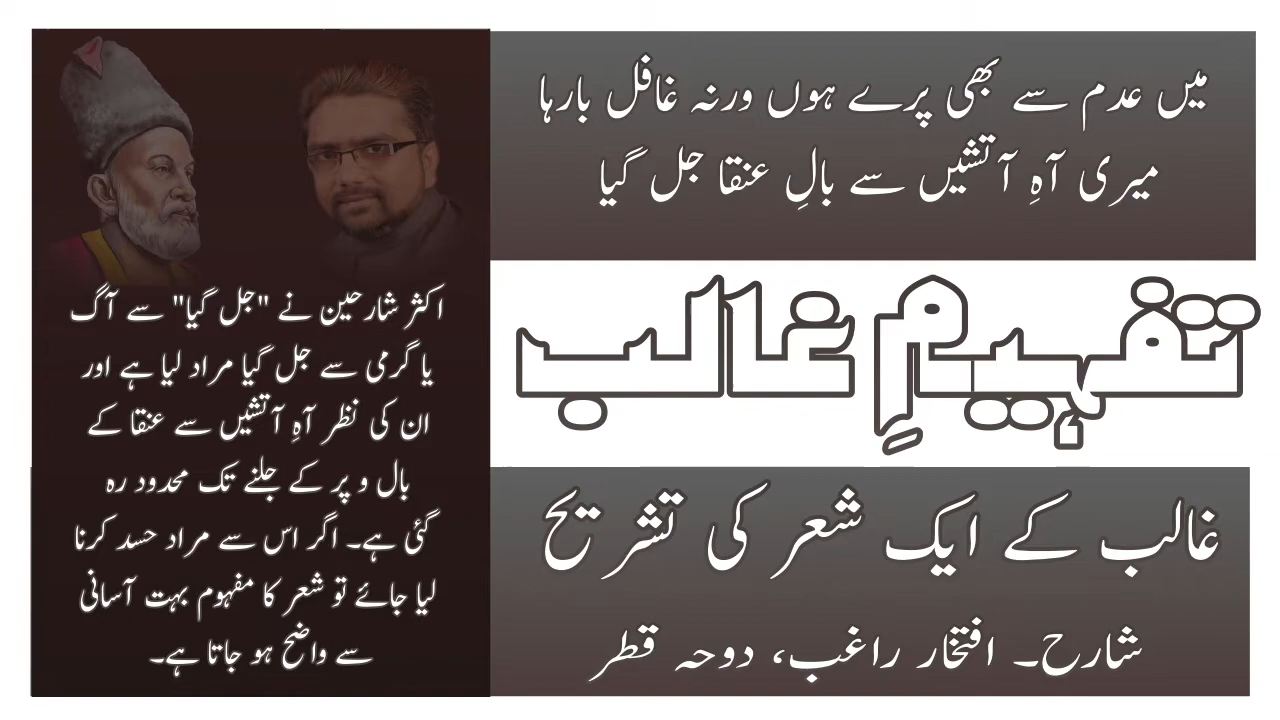 میں عدم سے بھی پرے ہوں ورنہ غافل بارہا
میری آہِ آتشیں سے بالِ عنقا جل گیا
تفہیمِ غالب
غالب کے ایک شعر کی تشریح
شارح۔ افتخار راغب، دوحہ قطر
اکثر شارحین نے "جل گیا" سے آگ
یا گرمی سے جل گیا مراد لیا ہے اور
ان کی نظر آہِ آتشیں سے عنقا کے
بال و پر کے جلنے تک محدود رہ
گئی ہے۔ اگر اس سے مراد حسد کرنا
لیا جائے تو شعر کا مفہوم بہت آسانی
سے واضح ہو جاتا ہے۔